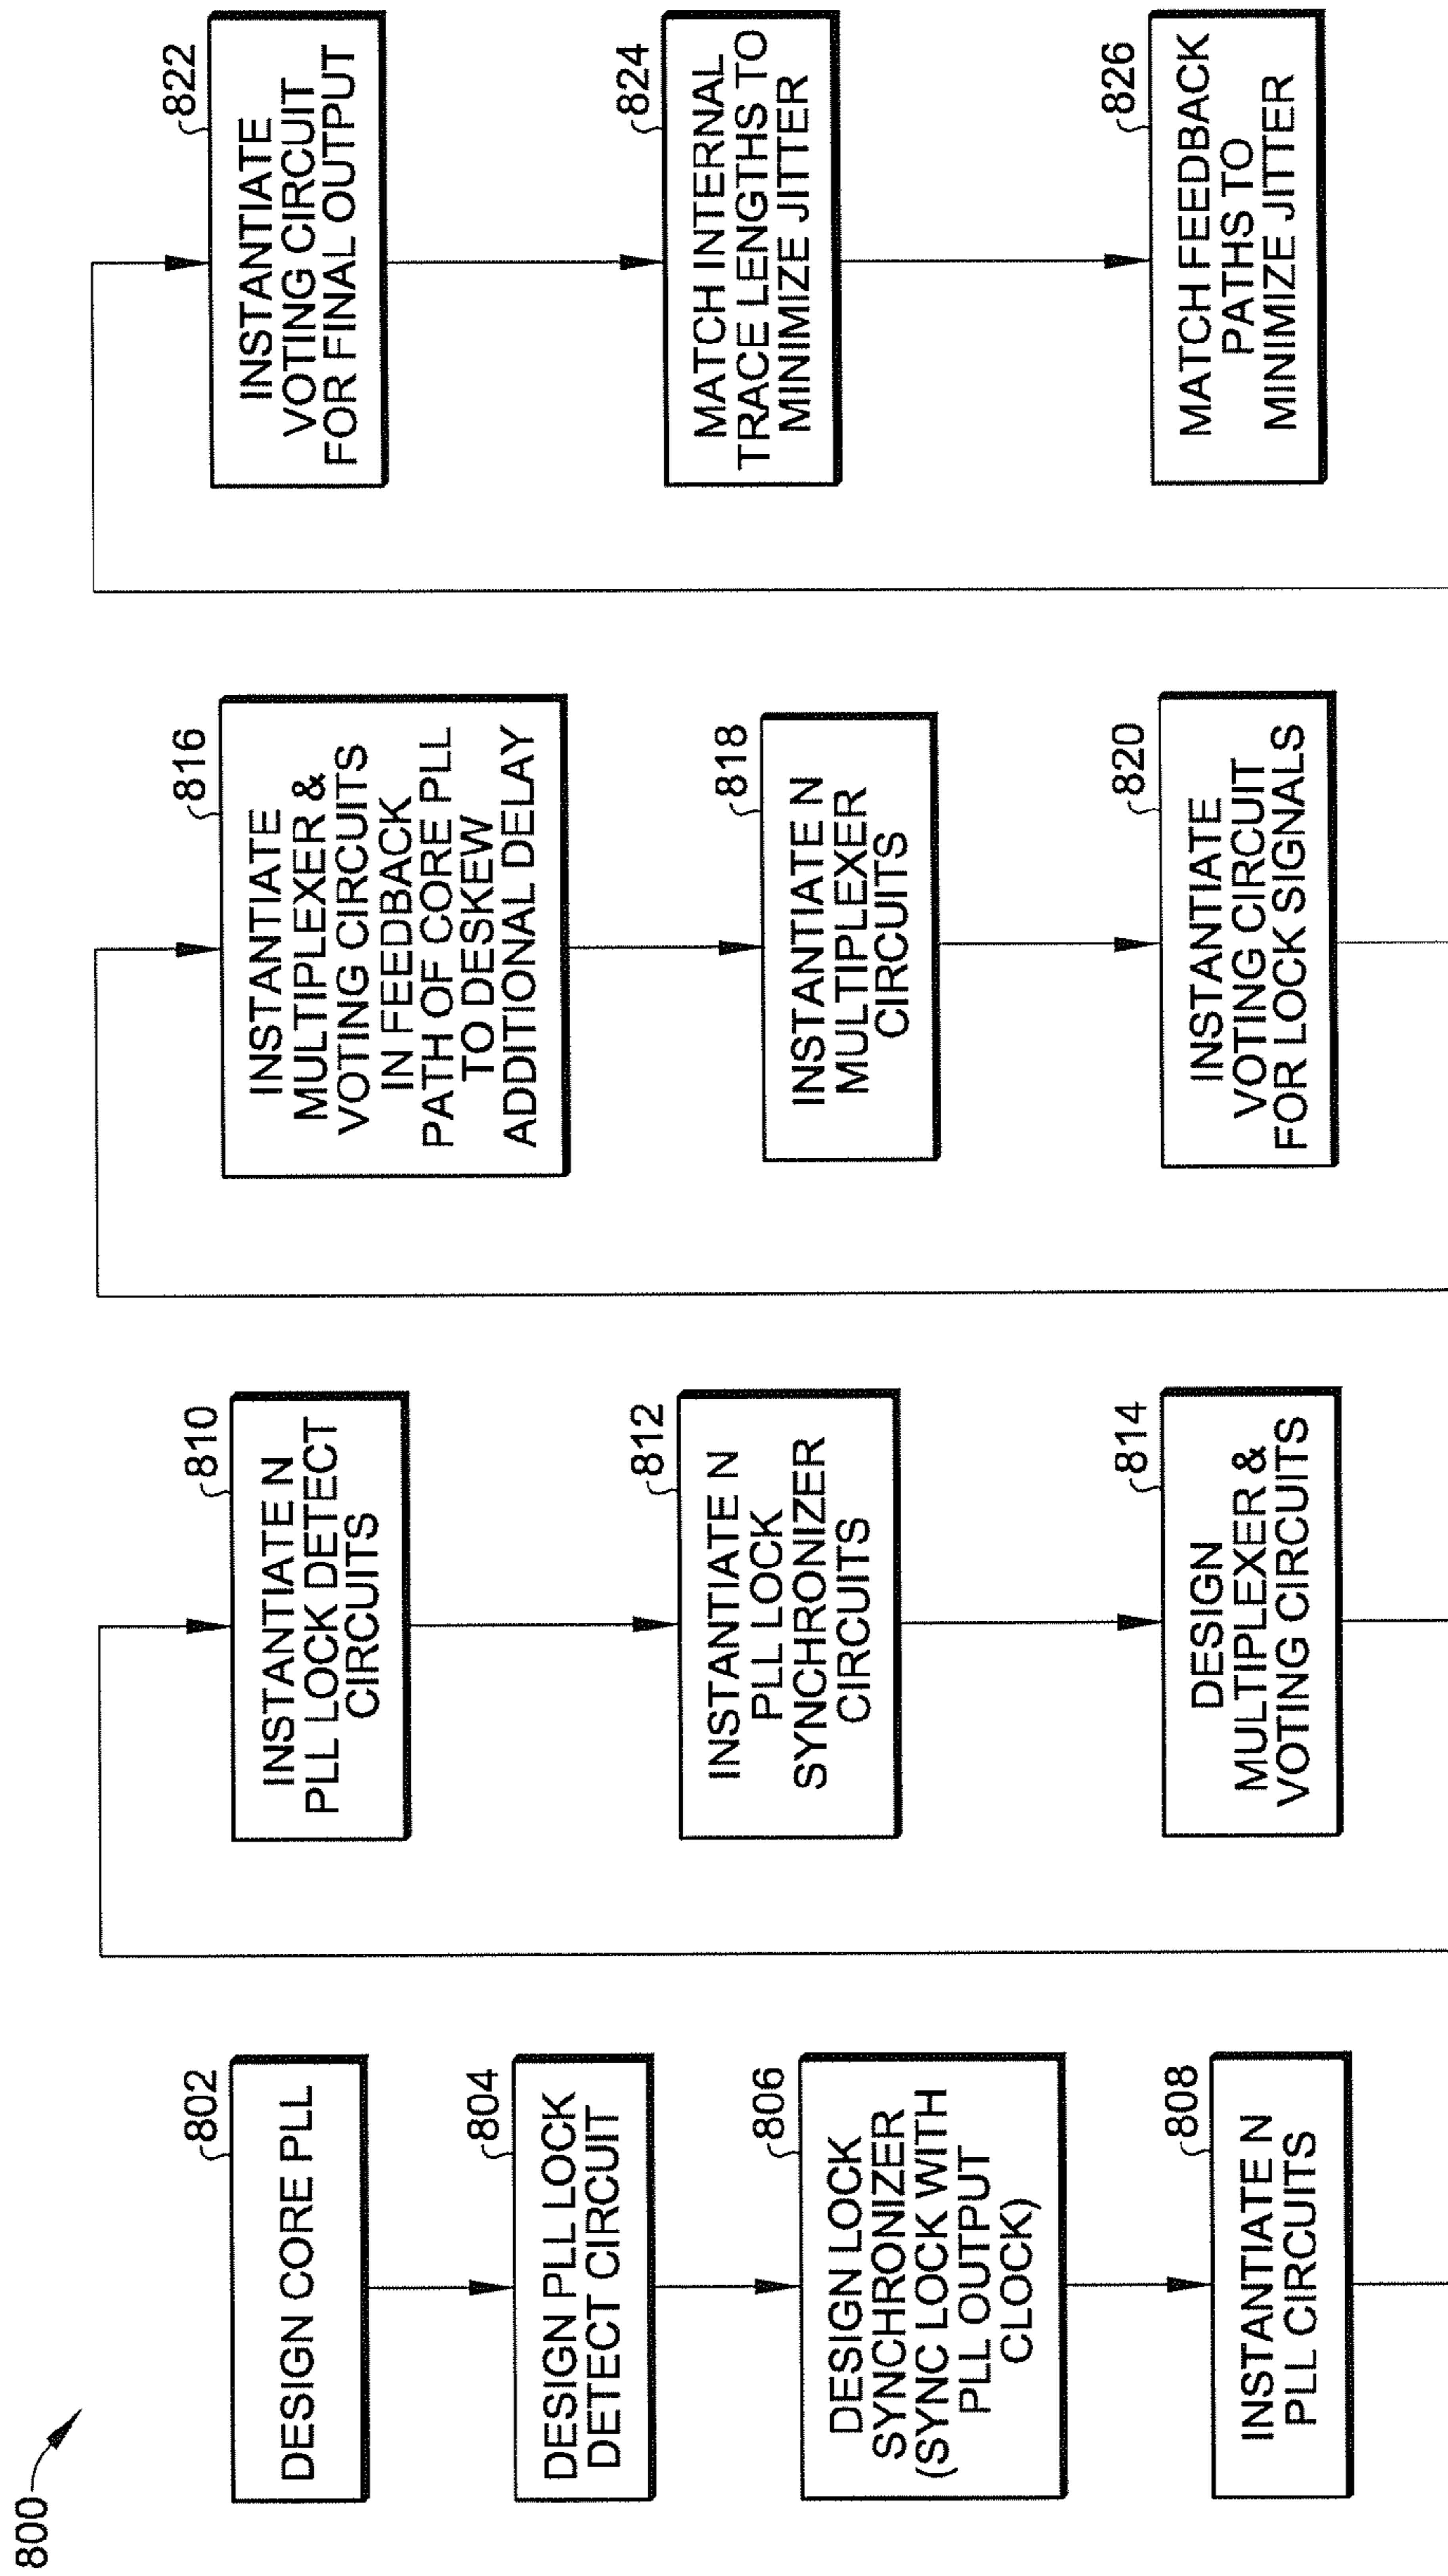 800
802
DESIGN CORE PLL
804
DESIGN PLL LOCK
DETECT CIRCUIT
806
DESIGN LOCK
SYNCHRONIZER
(SYNC LOCK WITH
PLL OUTPUT
CLOCK)
808
INSTANTIATE N
PLL CIRCUITS
810
INSTANTIATE N
PLL LOCK DETECT
CIRCUITS
812
INSTANTIATE N
PLL LOCK
SYNCHRONIZER
CIRCUITS
814
DESIGN
MULTIPLEXER &
VOTING CIRCUITS
816
INSTANTIATE
MULTIPLEXER &
VOTING CIRCUITS
IN FEEDBACK
PATH OF CORE PLL
TO DESKEW
ADDITIONAL DELAY
818
INSTANTIATE N
MULTIPLEXER
CIRCUITS
820
INSTANTIATE
VOTING CIRCUIT
FOR LOCK SIGNALS
822
INSTANTIATE
VOTING CIRCUIT
FOR FINAL OUTPUT
824
MATCH INTERNAL
TRACE LENGTHS TO
MINIMIZE JITTER
826
MATCH FEEDBACK
PATHS TO
MINIMIZE JITTER